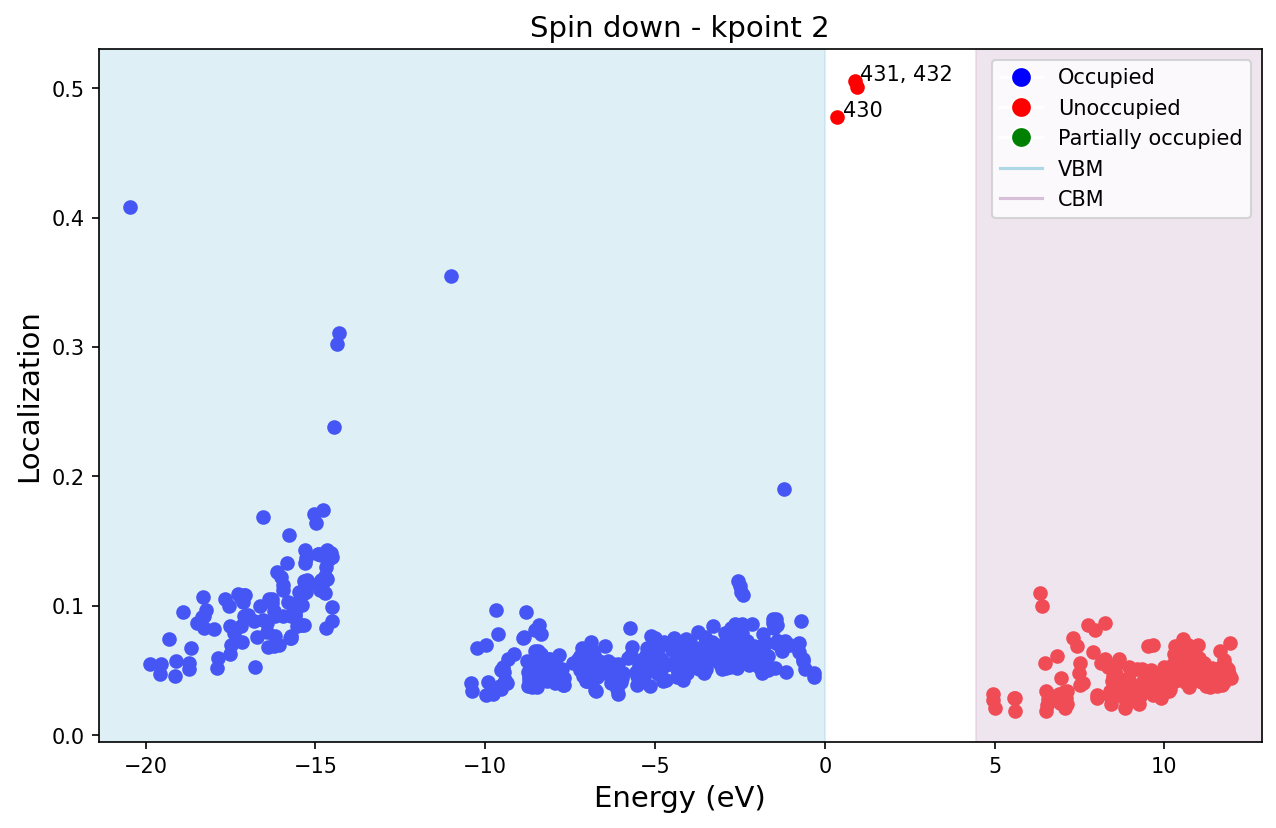 Spin down - kpoint 2
Localization
0.5
0.4
0.3
0.2
0.1
0.0
431, 432
430
Occupied
Unoccupied
Partially occupied
VBM
CBM
−20
−15
−10
−5
0
5
10
Energy (eV)